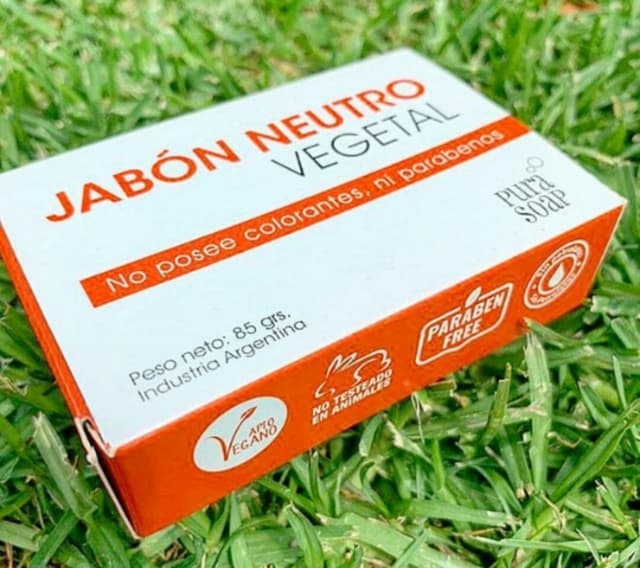 JABÓN NEUTRO
VEGETAL
No posee colorantes, ni parabenos
pura
soap
Peso neto: 85 grs.
Industria Argentina
APTO
VEGANO
NO TESTEADO
EN ANIMALES
PARABEN
FREE